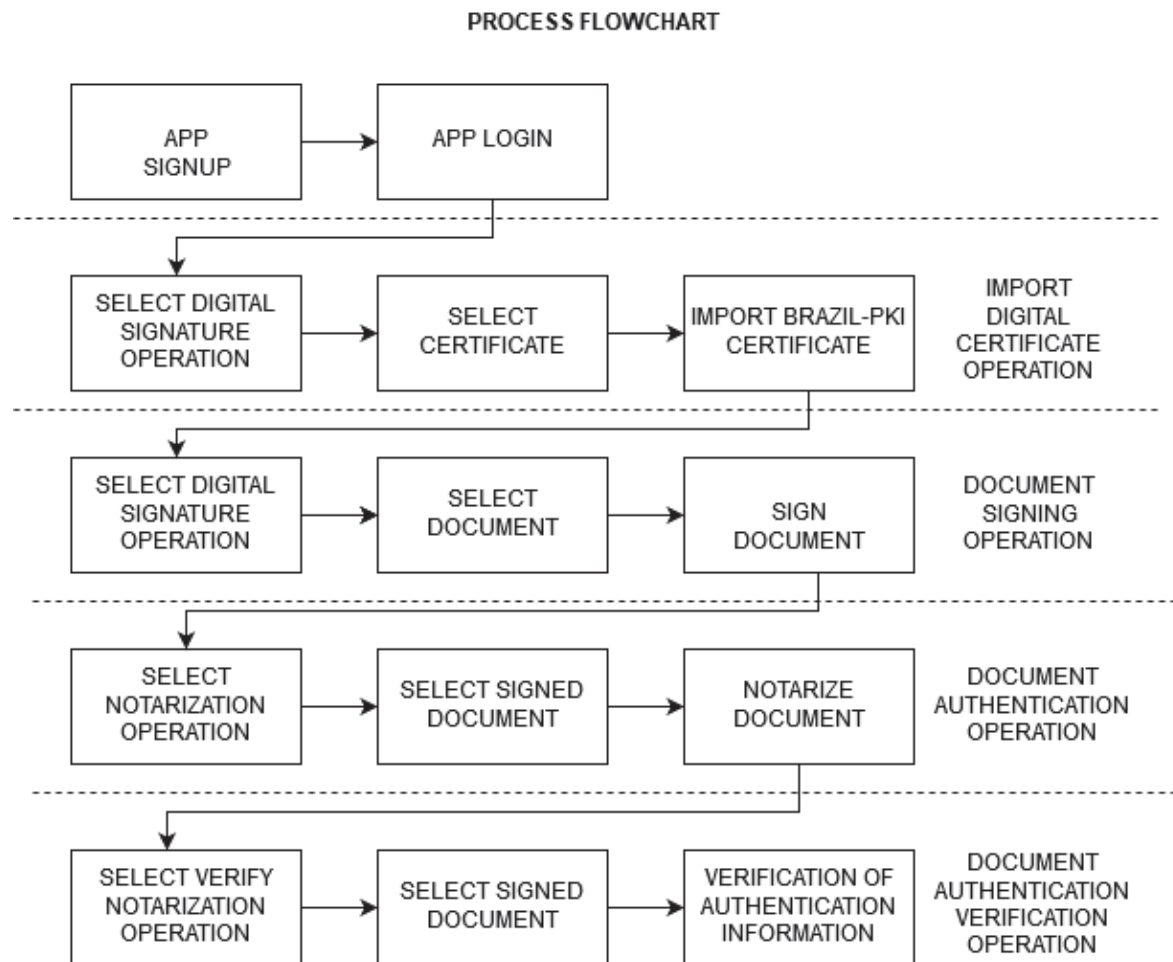 PROCESS FLOWCHART
APP
SIGNUP
APP LOGIN
SELECT DIGITAL
SIGNATURE
OPERATION
SELECT
CERTIFICATE
IMPORT BRAZIL-PKI
CERTIFICATE
IMPORT
DIGITAL
CERTIFICATE
OPERATION
SELECT DIGITAL
SIGNATURE
OPERATION
SELECT
DOCUMENT
SIGN
DOCUMENT
DOCUMENT
SIGNING
OPERATION
SELECT
NOTARIZATION
OPERATION
SELECT SIGNED
DOCUMENT
NOTARIZE
DOCUMENT
DOCUMENT
AUTHENTICATION
OPERATION
SELECT VERIFY
NOTARIZATION
OPERATION
SELECT SIGNED
DOCUMENT
VERIFICATION OF
AUTHENTICATION
INFORMATION
DOCUMENT
AUTHENTICATION
VERIFICATION
OPERATION